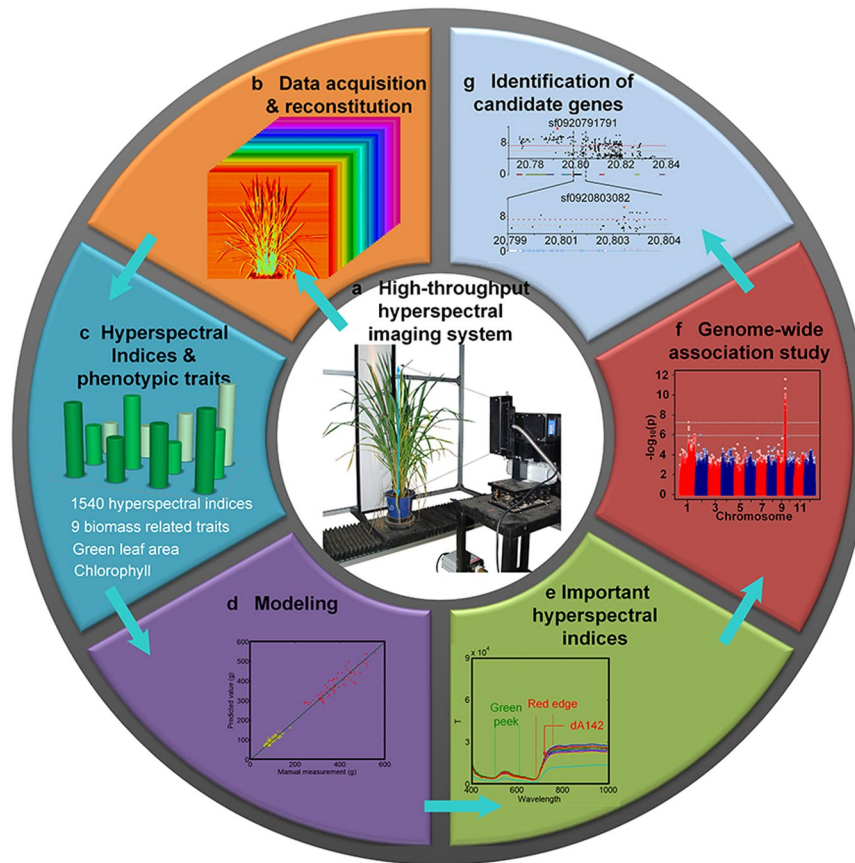 a High-throughput
hyperspectral
imaging system
b Data acquisition
& reconstitution
c Hyperspectral
Indices &
phenotypic traits
1540 hyperspectral indices
9 biomass related traits
Green leaf area
Chlorophyll
d Modeling
Predicted value (g)
600
500
400
300
200
100
0
0 200 400 600
Manual measurement (g)
e Important
hyperspectral
indices
9 x 10⁴
6
3
0
T
Green
peek
Red edge
dA142
400 600 800 1000
Wavelength
f Genome-wide
association study
-log₁₀(p)
12
10
8
6
4
2
0
1 3 5 7 9 11
Chromosome
g Identification of
candidate genes
sf0920791791
8
0
20.78 20.80 20.82 20.84
sf0920803082
8
0
20.799 20.801 20.803 20.804